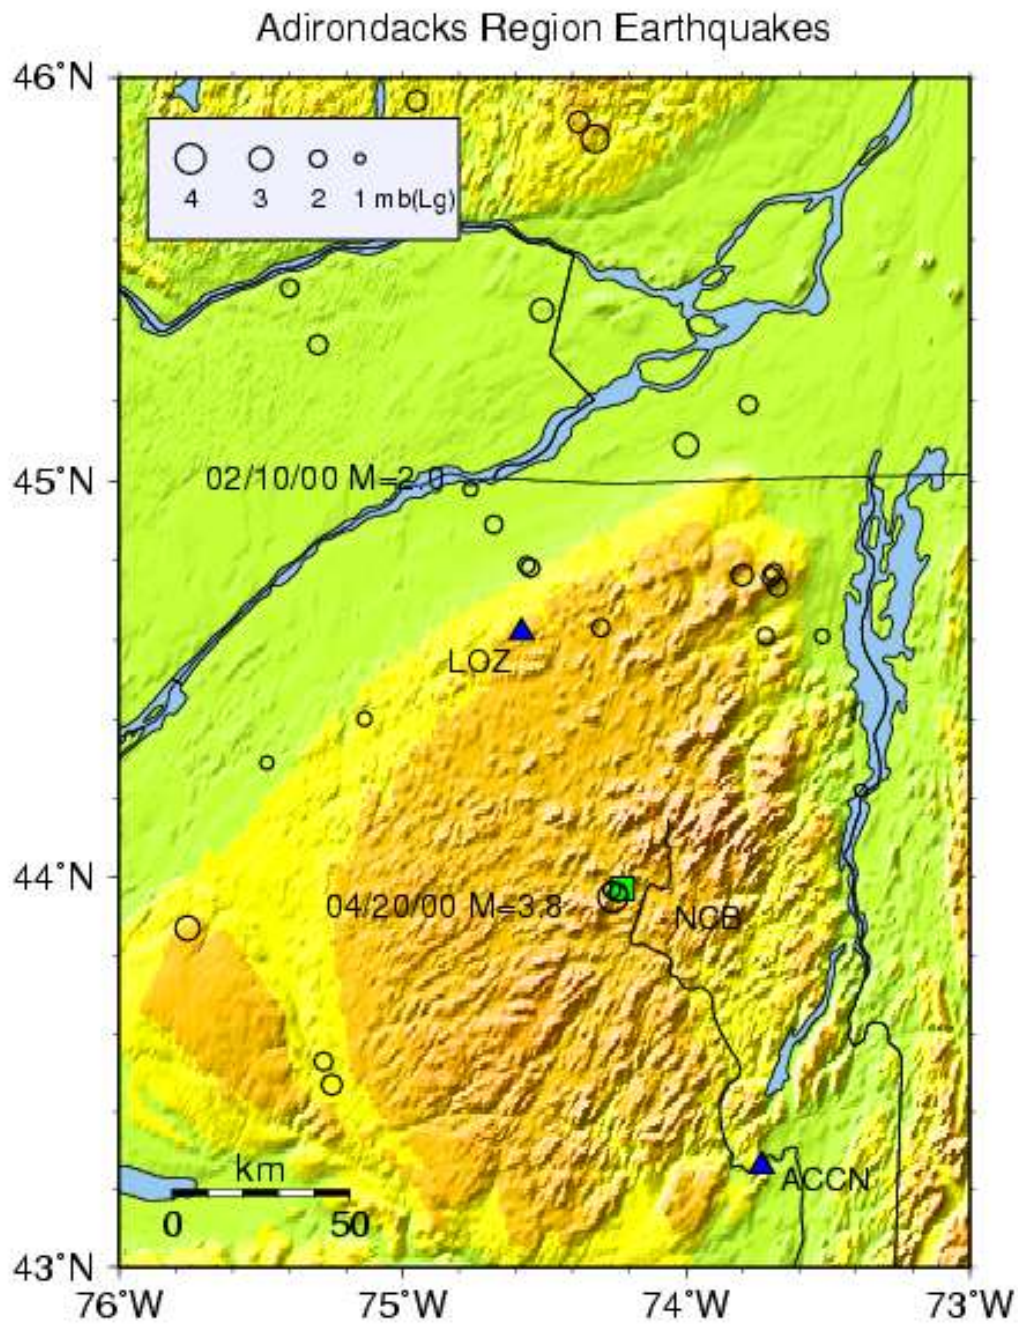 Adirondacks Region Earthquakes
46°N
4 3 2 1 mb(Lg)
45°N
02/10/00 M=2.0
LOZ
44°N
04/20/00 M=3.8
NCB
km
ACCN
0 50
43°N
76°W 75°W 74°W 73°W